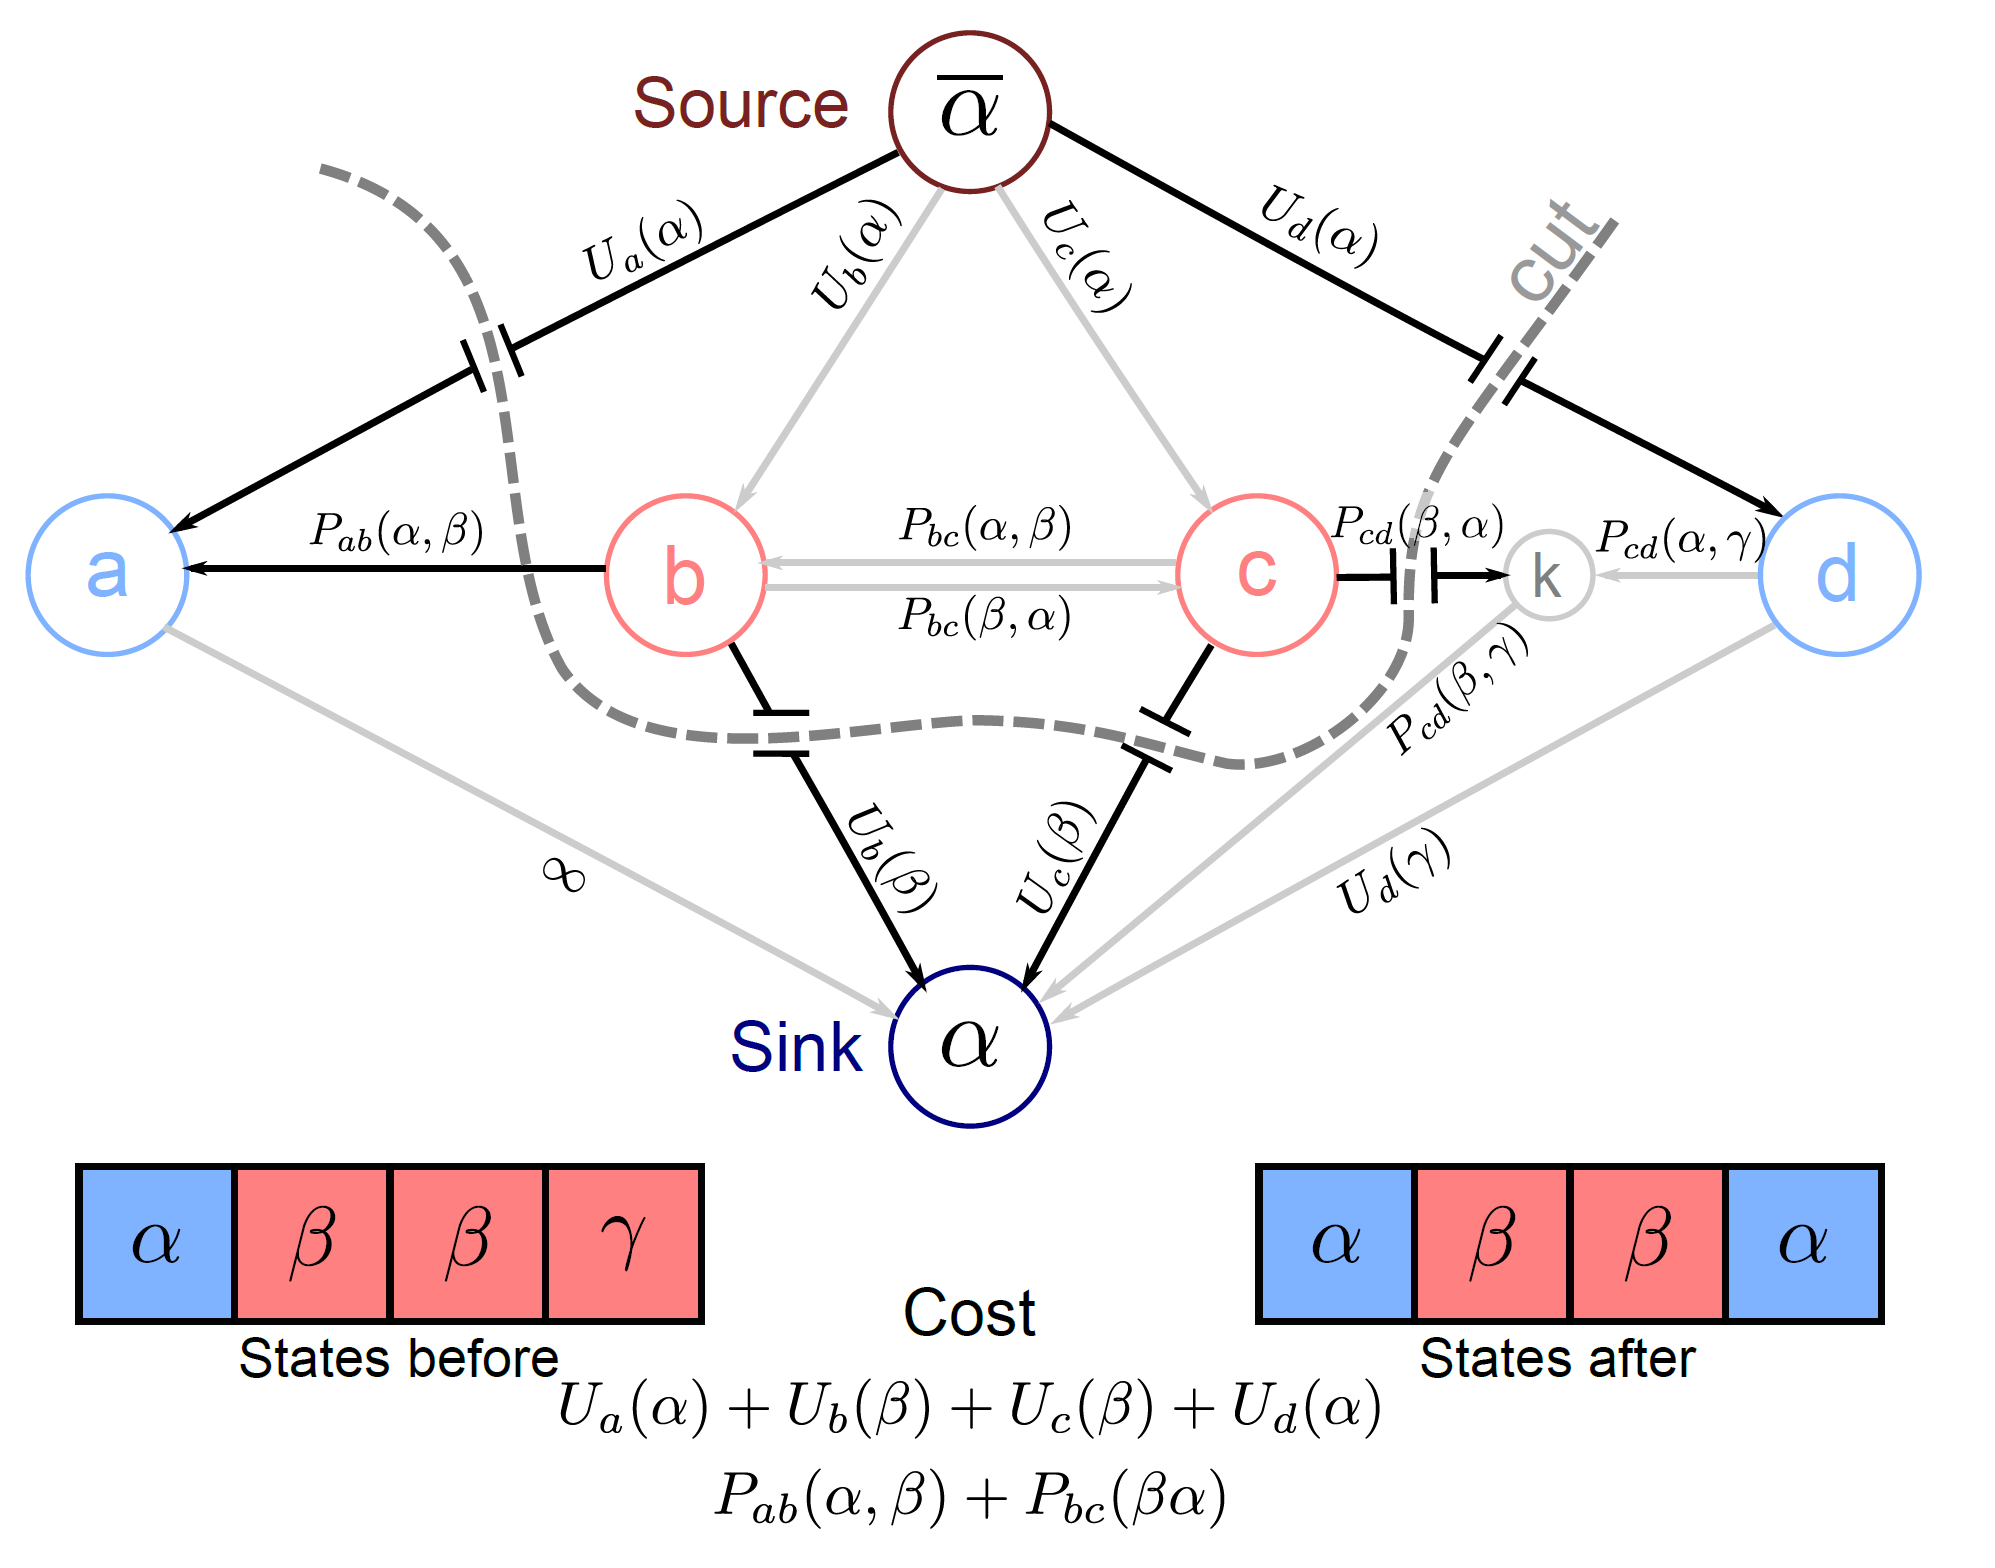 Source
α̅
U_a(α)
U_b(α)
U_c(α)
U_d(α)
cut
a
P_ab(α, β)
b
P_bc(α, β)
P_bc(β, α)
c
P_cd(β, α)
k
P_cd(α, γ)
d
P_cd(β, γ)
∞
U_b(β)
U_c(β)
U_d(γ)
Sink
α
α β β γ
States before
α β β α
States after
Cost
U_a(α) + U_b(β) + U_c(β) + U_d(α)
P_ab(α, β) + P_bc(βα)